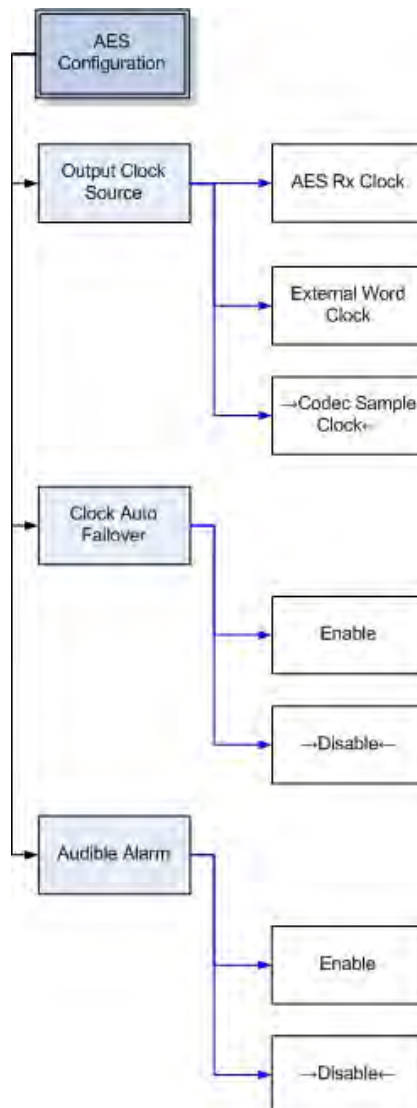 AES
Configuration
Output Clock
Source
AES Rx Clock
External Word
Clock
→Codec Sample
Clock←
Clock Auto
Failover
Enable
→Disable←
Audible Alarm
Enable
→Disable←